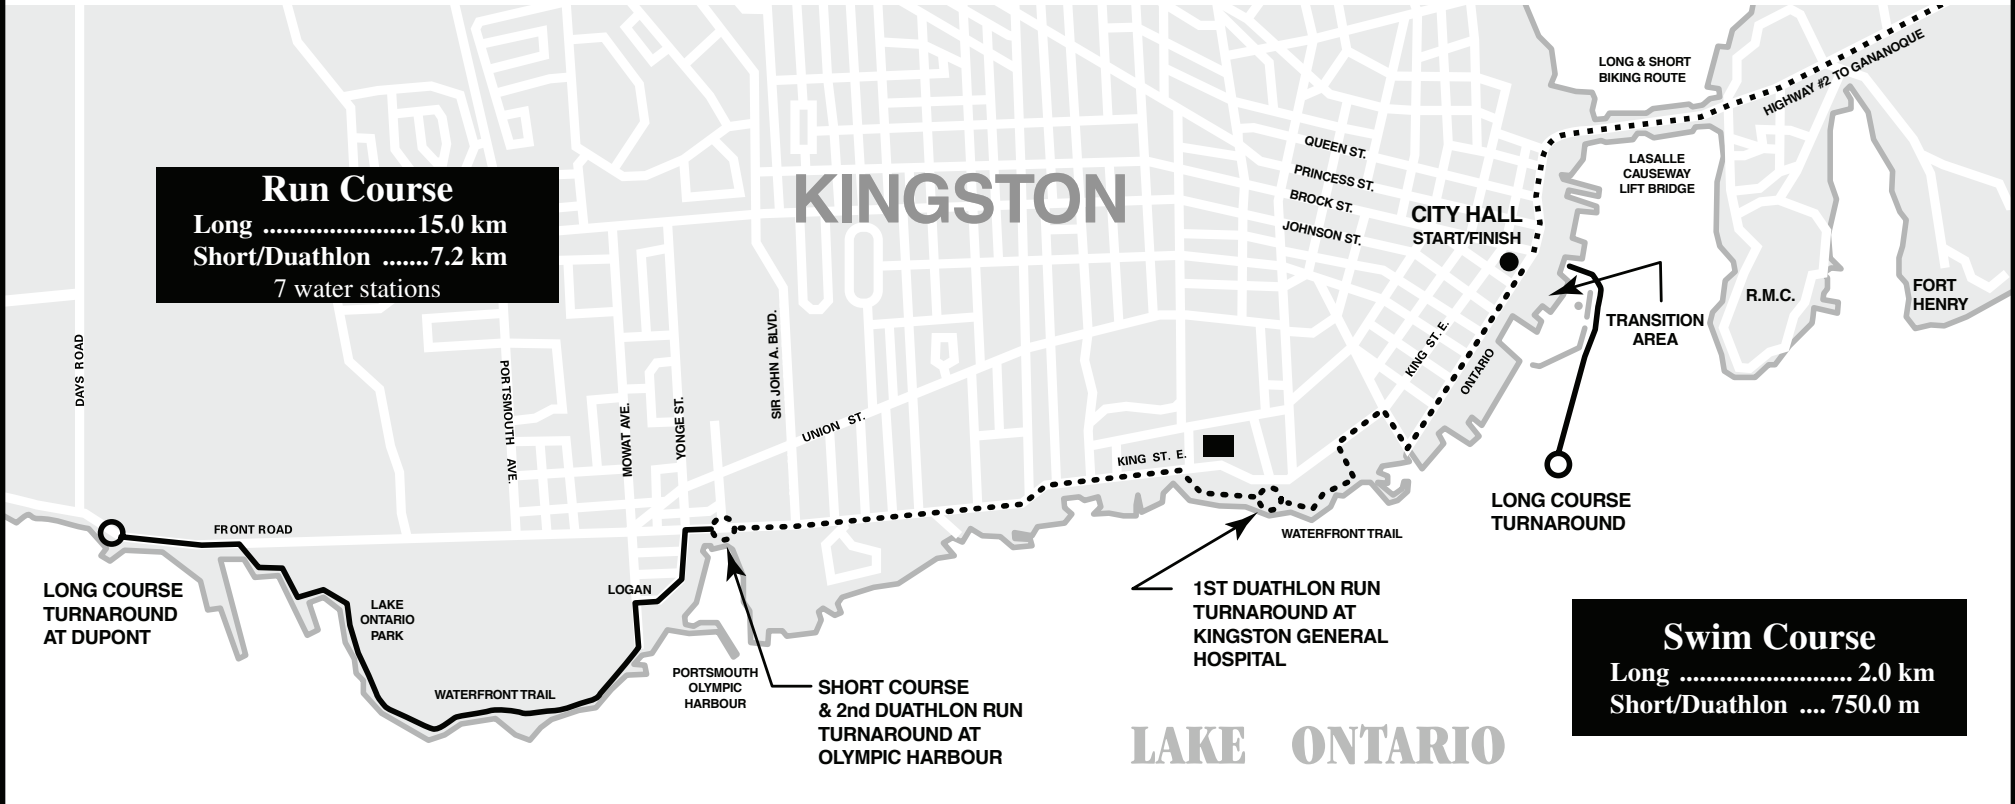 LONG & SHORT
BIKING ROUTE
HIGHWAY #2 TO GANANOQUE
QUEEN ST.
PRINCESS ST.
BROCK ST.
JOHNSON ST.
LASALLE
CAUSEWAY
LIFT BRIDGE
Run Course
Long .......................15.0 km
Short/Duathlon .......7.2 km
7 water stations
KINGSTON
CITY HALL
START/FINISH
R.M.C.
FORT
HENRY
TRANSITION
AREA
DAYS ROAD
PORTSMOUTH AVE.
MOWAT AVE.
YONGE ST.
SIR JOHN A. BLVD.
UNION ST.
KING ST. E.
ONTARIO
KING ST. E.
LONG COURSE
TURNAROUND
FRONT ROAD
WATERFRONT TRAIL
LONG COURSE
TURNAROUND
AT DUPONT
LAKE
ONTARIO
PARK
LOGAN
1ST DUATHLON RUN
TURNAROUND AT
KINGSTON GENERAL
HOSPITAL
WATERFRONT TRAIL
PORTSMOUTH
OLYMPIC
HARBOUR
SHORT COURSE
& 2nd DUATHLON RUN
TURNAROUND AT
OLYMPIC HARBOUR
Swim Course
Long .......................... 2.0 km
Short/Duathlon .... 750.0 m
LAKE ONTARIO